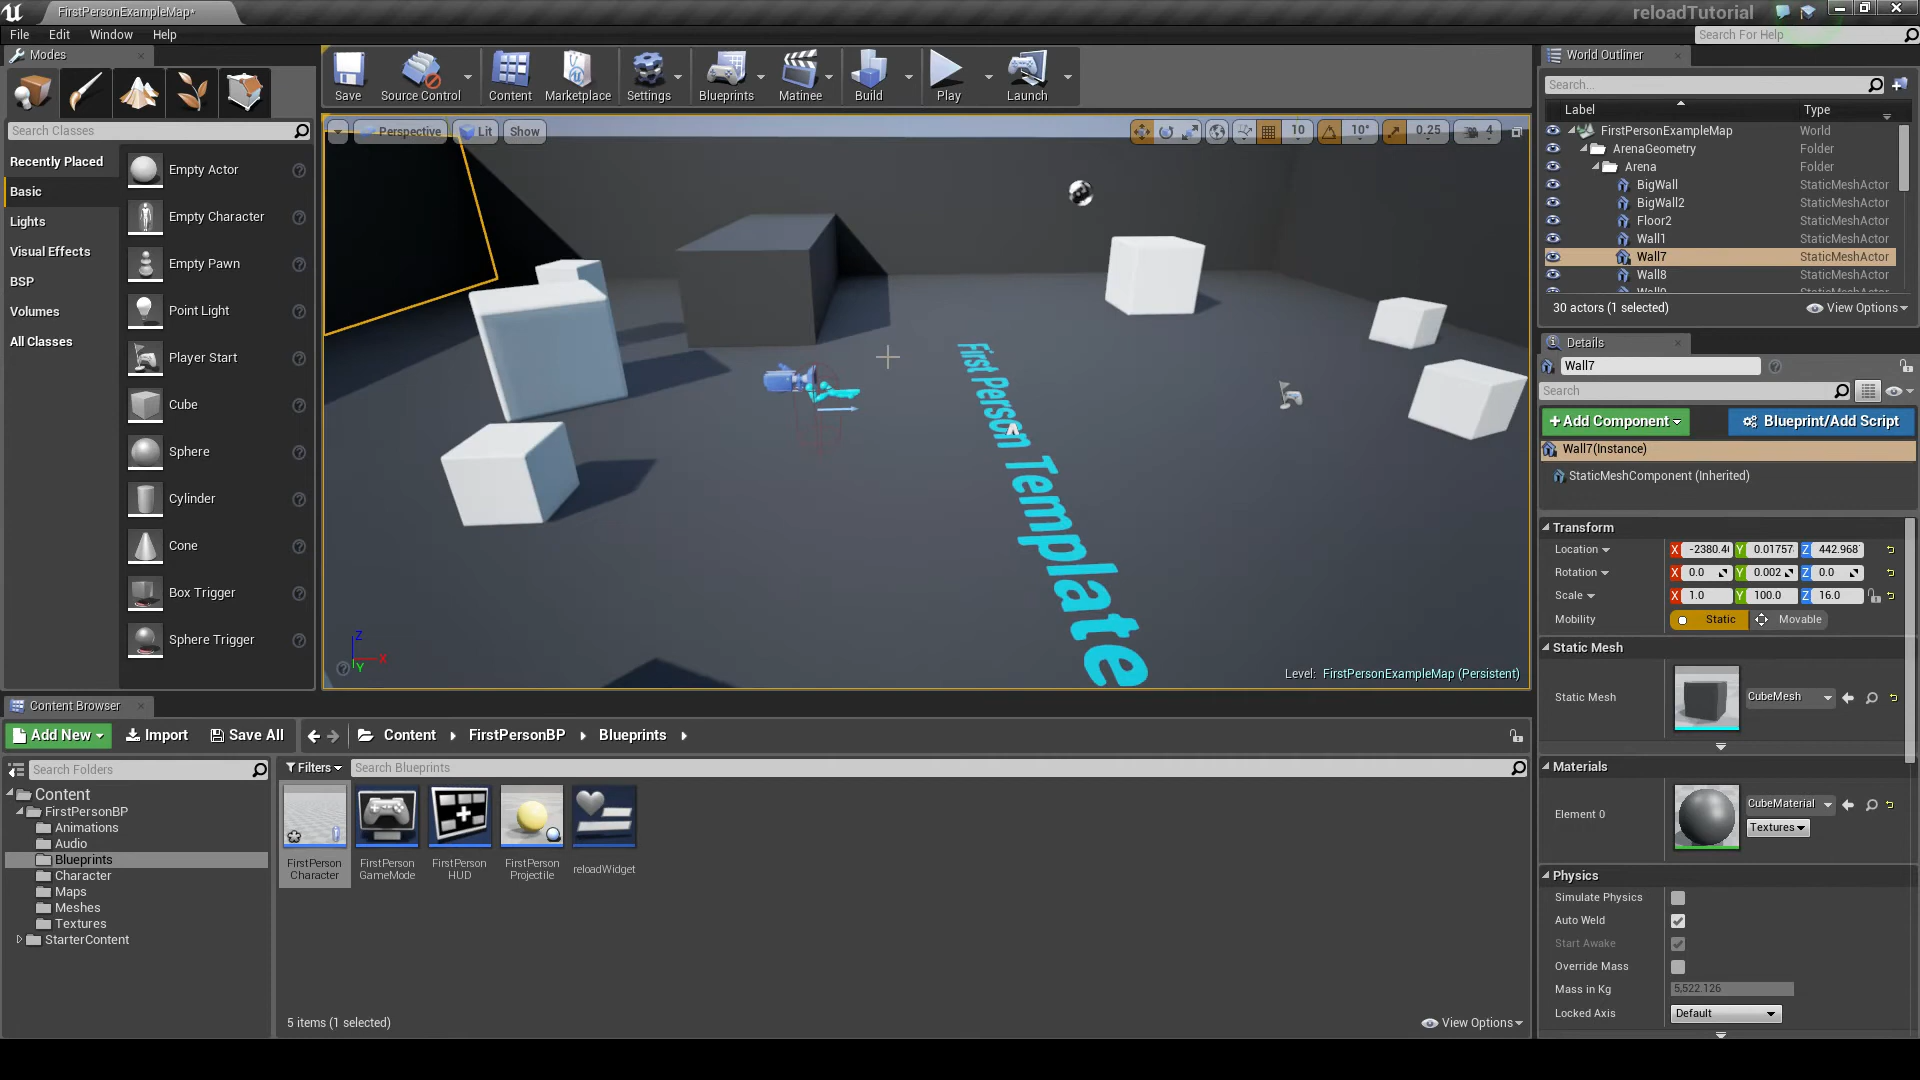 FirstPersonExampleMap*
reloadTutorial
File Edit Window Help
Search For Help
Modes
Search Classes
Recently Placed
Basic
Lights
Visual Effects
BSP
Volumes
All Classes
Empty Actor
Empty Character
Empty Pawn
Point Light
Player Start
Cube
Sphere
Cylinder
Cone
Box Trigger
Sphere Trigger
Save
Source Control
Content
Marketplace
Settings
Blueprints
Matinee
Build
Play
Launch
Perspective Lit Show
10 10° 0.25 4
First Person Template
Z
X
Y
Level: FirstPersonExampleMap (Persistent)
World Outliner
Search...
Label Type
FirstPersonExampleMap World
ArenaGeometry Folder
Arena Folder
BigWall StaticMeshActor
BigWall2 StaticMeshActor
Floor2 StaticMeshActor
Wall1 StaticMeshActor
Wall7 StaticMeshActor
Wall8 StaticMeshActor
30 actors (1 selected) View Options
Details
Wall7
Search
+Add Component Blueprint/Add Script
Wall7(Instance)
StaticMeshComponent (Inherited)
Transform
Location X -2380.4 Y 0.01757 Z 442.968
Rotation X 0.0 Y 0.002 Z 0.0
Scale X 1.0 Y 100.0 Z 16.0
Mobility Static Movable
Static Mesh
Static Mesh CubeMesh
Materials
Element 0 CubeMaterial
Textures
Physics
Simulate Physics
Auto Weld
Start Awake
Override Mass
Mass in Kg 5,522.126
Locked Axis Default
Content Browser
Add New Import Save All Content FirstPersonBP Blueprints
Search Folders
Filters Search Blueprints
Content
FirstPersonBP
Animations
Audio
Blueprints
Character
Maps
Meshes
Textures
StarterContent
FirstPerson
Character
FirstPerson
GameMode
FirstPerson
HUD
FirstPerson
Projectile
reloadWidget
5 items (1 selected) View Options